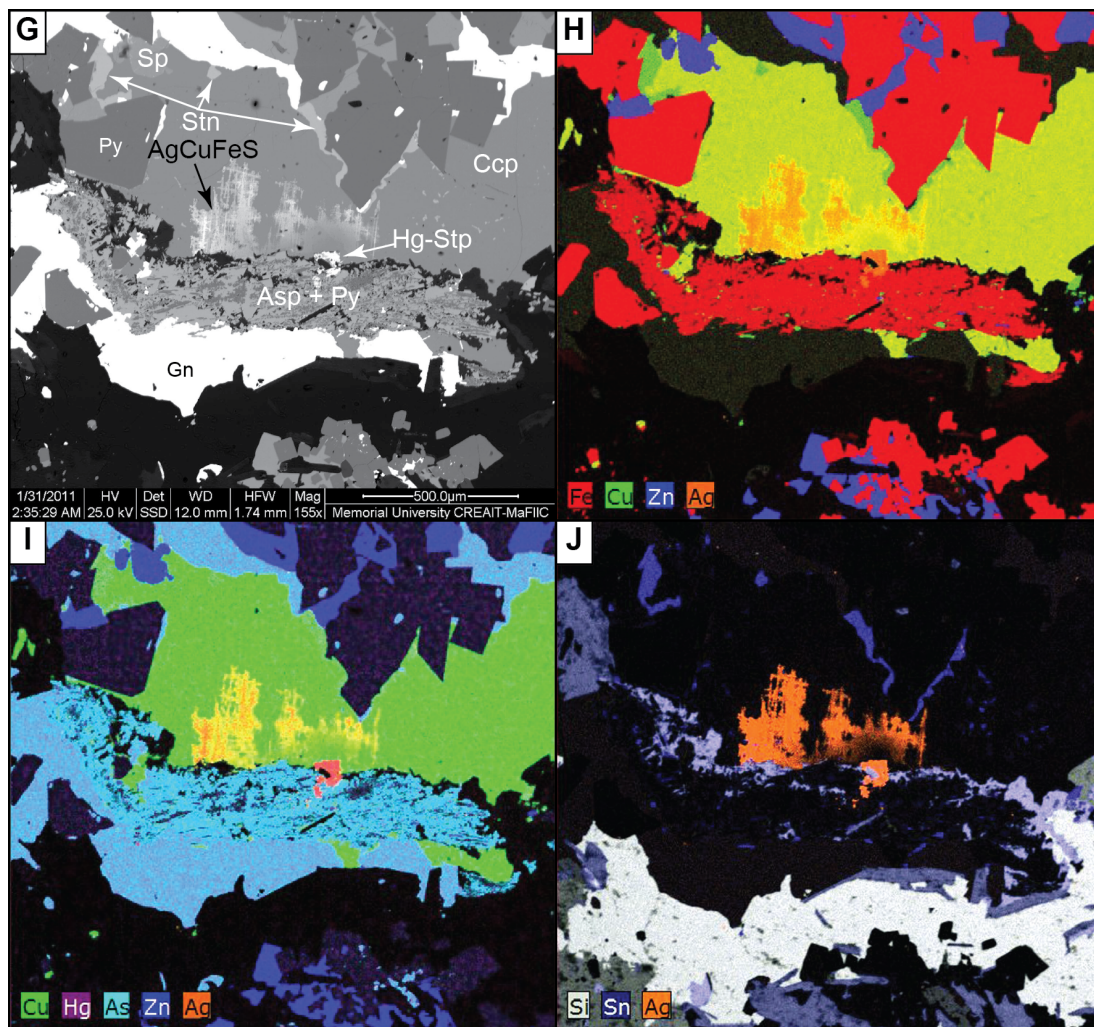 G
Sp
Stn
AgCuFeS
Py
Ccp
Hg-Stp
Asp + Py
Gn
1/31/2011 HV Det WD HFW Mag 500.0µm
2:35:29 AM 25.0 kV SSD 12.0 mm 1.74 mm 155x Memorial University CREAIT-MaFIIC
H
Fe Cu Zn Ag
I
Cu Hg As Zn Ag
J
Si Sn Ag